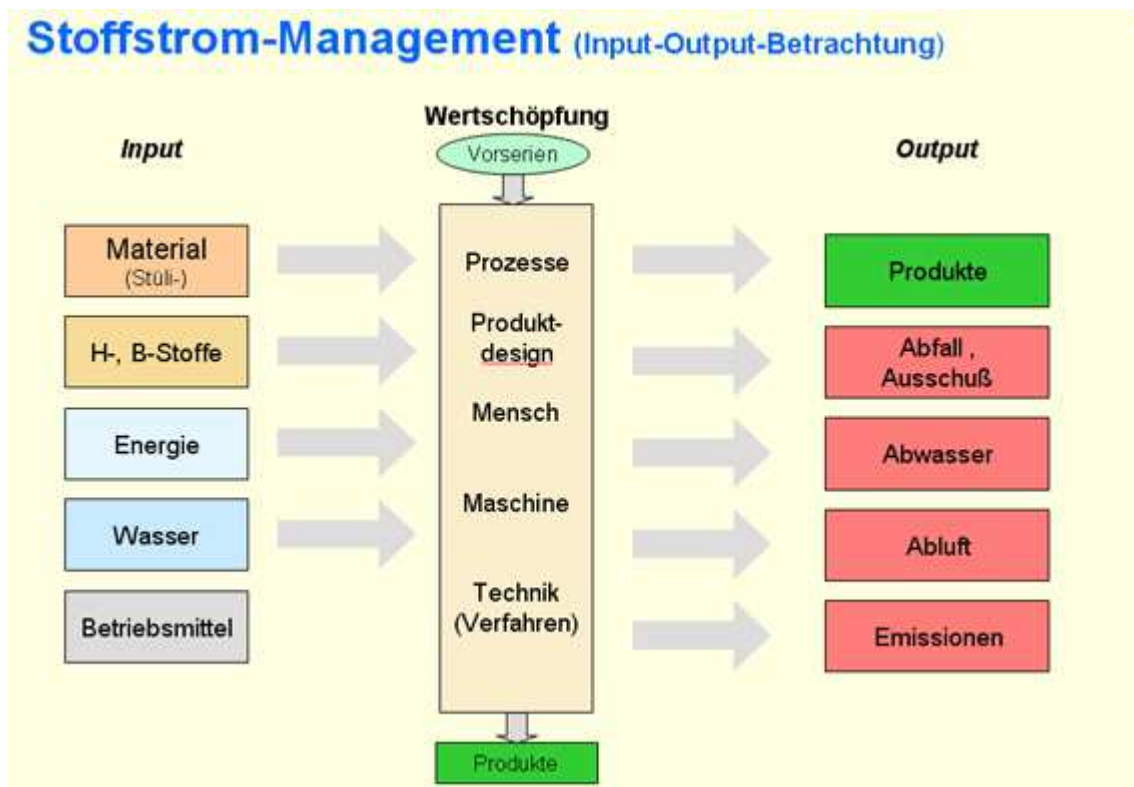 Stoffstrom-Management (Input-Output-Betrachtung)
Wertschöpfung
Input
Vorserien
Output
Material
(Stüli-)
H-, B-Stoffe
Energie
Wasser
Betriebsmittel
Prozesse
Produkt-
design
Mensch
Maschine
Technik
(Verfahren)
Produkte
Produkte
Abfall ,
Ausschuß
Abwasser
Abluft
Emissionen